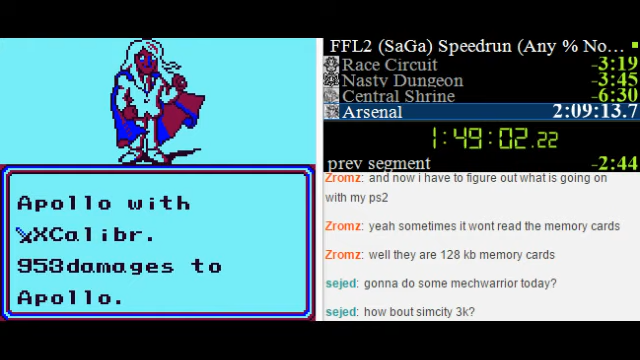 FFL2 (SaGa) Speedrun (Any % No...
Race Circuit -3:19
Nasty Dungeon -3:45
Central Shrine -6:30
Arsenal 2:09:13.7
1:49:02.22
prev segment -2:44
Zromz: and now i have to figure out what is going on
with my ps2
Zromz: yeah sometimes it wont read the memory cards
Zromz: well they are 128 kb memory cards
sejed: gonna do some mechwarrior today?
sejed: how bout simcity 3k?
Apollo with
XCalibr.
953damages to
Apollo.